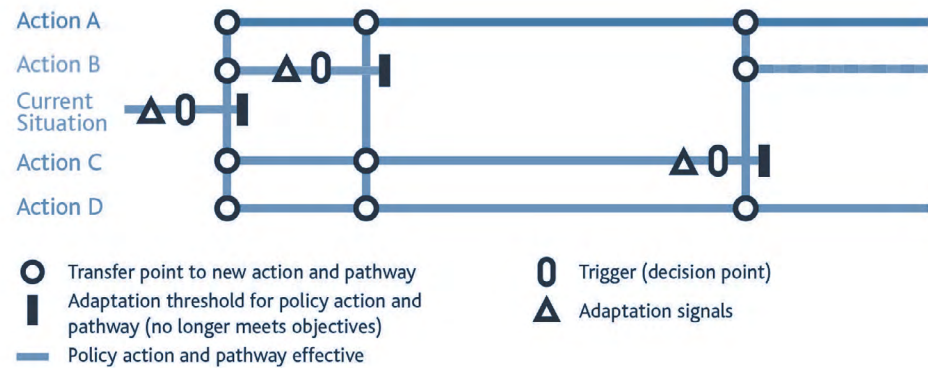 Action A
Action B
Current
Situation
Action C
Action D
Transfer point to new action and pathway
Adaptation threshold for policy action and
pathway (no longer meets objectives)
Policy action and pathway effective
Trigger (decision point)
Adaptation signals